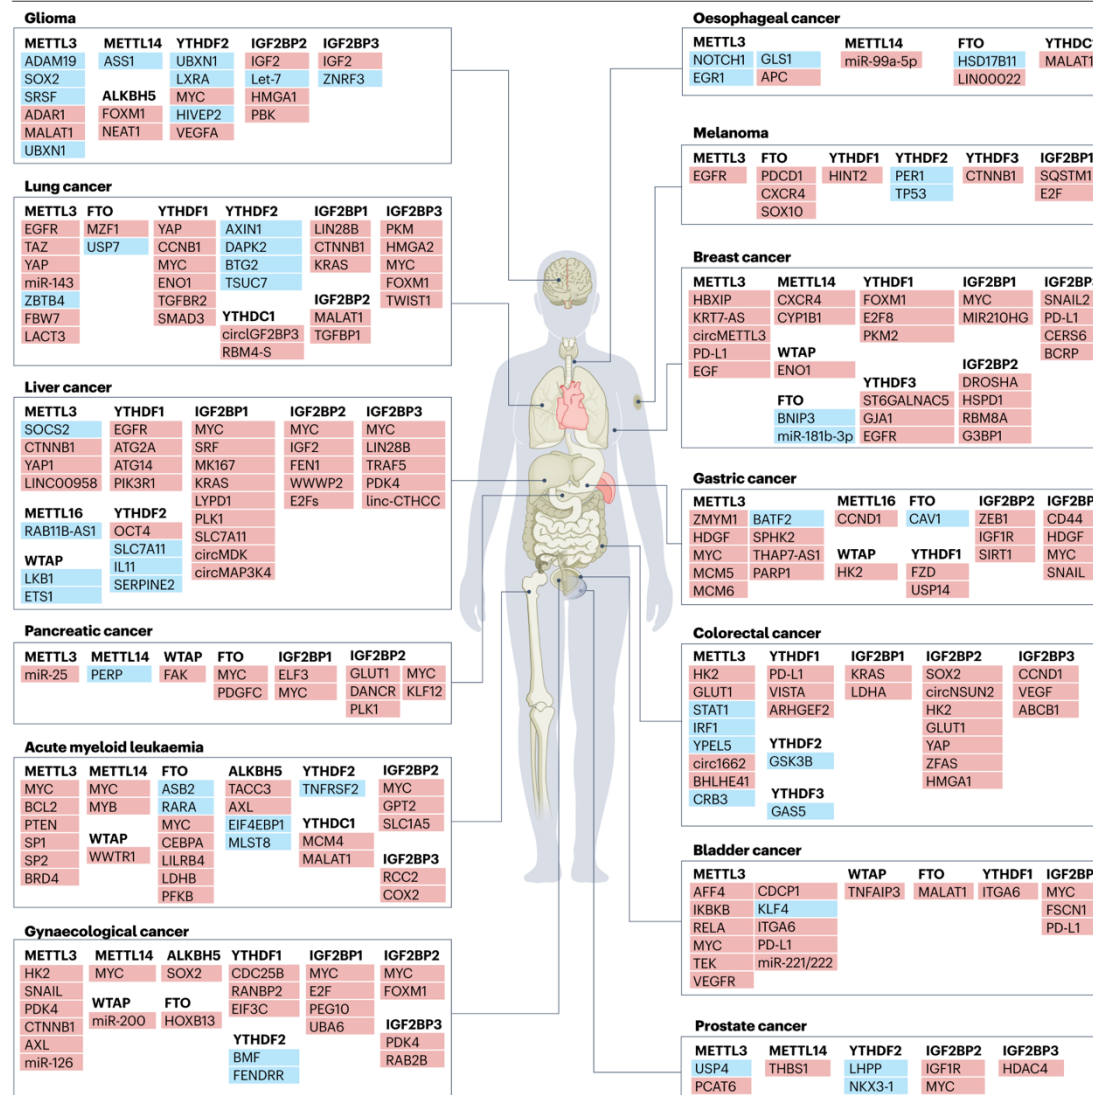 Glioma
METTL3 METTL14 YTHDF2 IGF2BP2 IGF2BP3
ADAM19 ASS1 UBXN1 IGF2 IGF2
SOX2 LXRA Let-7 ZNRF3
SRSF ALKBH5 MYC HMGA1
ADAR1 FOXM1 HIVEP2 PBK
MALAT1 NEAT1 VEGFA
UBXN1
Lung cancer
METTL3 FTO YTHDF1 YTHDF2 IGF2BP1 IGF2BP3
EGFR MZF1 YAP AXIN1 LIN28B PKM
TAZ USP7 CCNB1 DAPK2 CTNNB1 HMGA2
YAP MYC BTG2 KRAS MYC
miR-143 ENO1 TSUC7 FOXM1
ZBTB4 TGFBR2 IGF2BP2 TWIST1
FBW7 SMAD3 YTHDC1 MALAT1
LACT3 circIGF2BP3 TGFBP1
RBM4-S
Liver cancer
METTL3 YTHDF1 IGF2BP1 IGF2BP2 IGF2BP3
SOCS2 EGFR MYC MYC MYC
CTNNB1 ATG2A SRF IGF2 LIN28B
YAP1 ATG14 MK167 FEN1 TRAF5
LINC00958 PIK3R1 KRAS WWWP2 PDK4
LYPD1 E2Fs linc-CTHCC
METTL16 YTHDF2 PLK1
RAB11B-AS1 OCT4 SLC7A11
SLC7A11 circMDK
WTAP IL11 circMAP3K4
LKB1 SERPINE2
ETS1
Pancreatic cancer
METTL3 METTL14 WTAP FTO IGF2BP1 IGF2BP2
miR-25 PERP FAK MYC ELF3 GLUT1 MYC
PDGFC MYC DANCR KLF12
PLK1
Acute myeloid leukaemia
METTL3 METTL14 FTO ALKBH5 YTHDF2 IGF2BP2
MYC MYC ASB2 TACC3 TNFRSF2 MYC
BCL2 MYB RARA AXL GPT2
PTEN MYC EIF4EBP1 YTHDC1 SLC1A5
SP1 WTAP CEBPA MLST8 MCM4
SP2 WWTR1 LILRB4 MALAT1 IGF2BP3
BRD4 LDHB RCC2
PFKB COX2
Gynaecological cancer
METTL3 METTL14 ALKBH5 YTHDF1 IGF2BP1 IGF2BP2
HK2 MYC SOX2 CDC25B MYC MYC
SNAIL RANBP2 E2F FOXM1
PDK4 WTAP FTO EIF3C PEG10
CTNNB1 miR-200 HOXB13 UBA6 IGF2BP3
AXL YTHDF2 PDK4
miR-126 BMF RAB2B
FENDRR
Oesophageal cancer
METTL3 METTL14 FTO YTHDC
NOTCH1 GLS1 miR-99a-5p HSD17B11 MALAT1
EGR1 APC LIN00022
Melanoma
METTL3 FTO YTHDF1 YTHDF2 YTHDF3 IGF2BP1
EGFR PDCD1 HINT2 PER1 CTNNB1 SQSTM1
CXCR4 TP53 E2F
SOX10
Breast cancer
METTL3 METTL14 YTHDF1 IGF2BP1 IGF2BP
HBXIP CXCR4 FOXM1 MYC SNAIL2
KRT7-AS CYP1B1 E2F8 MIR210HG PD-L1
circMETTL3 PKM2 CERS6
PD-L1 WTAP IGF2BP2 BCRP
EGF ENO1 YTHDF3 DROSHA
FTO ST6GALNAC5 HSPD1
BNIP3 GJA1 RBM8A
miR-181b-3p EGFR G3BP1
Gastric cancer
METTL3 METTL16 FTO IGF2BP2 IGF2BP
ZMYM1 BATF2 CCND1 CAV1 ZEB1 CD44
HDGF SPHK2 IGF1R HDGF
MYC THAP7-AS1 WTAP YTHDF1 SIRT1 MYC
MCM5 PARP1 HK2 FZD SNAIL
MCM6 USP14
Colorectal cancer
METTL3 YTHDF1 IGF2BP1 IGF2BP2 IGF2BP3
HK2 PD-L1 KRAS SOX2 CCND1
GLUT1 VISTA LDHA circNSUN2 VEGF
STAT1 ARHGEF2 HK2 ABCB1
IRF1 GLUT1
YPEL5 YTHDF2 YAP
circ1662 GSK3B ZFAS
BHLHE41 YTHDF3 HMGA1
CRB3 GAS5
Bladder cancer
METTL3 WTAP FTO YTHDF1 IGF2BP
AFF4 CDCP1 TNFAIP3 MALAT1 ITGA6 MYC
IKBKB KLF4 FSCN1
RELA ITGA6 PD-L1
MYC PD-L1
TEK miR-221/222
VEGFR
Prostate cancer
METTL3 METTL14 YTHDF2 IGF2BP2 IGF2BP3
USP4 THBS1 LHPP IGF1R HDAC4
PCAT6 NKX3-1 MYC